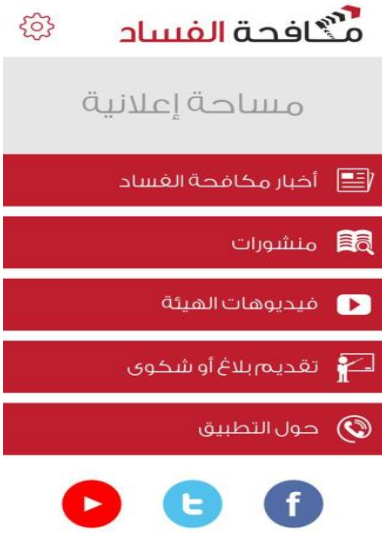 مكافحة الفساد
مساحة إعلانية
أخبار مكافحة الفساد
منشورات
فيديوهات الهيئة
تقديم بلاغ أو شكوى
حول التطبيق